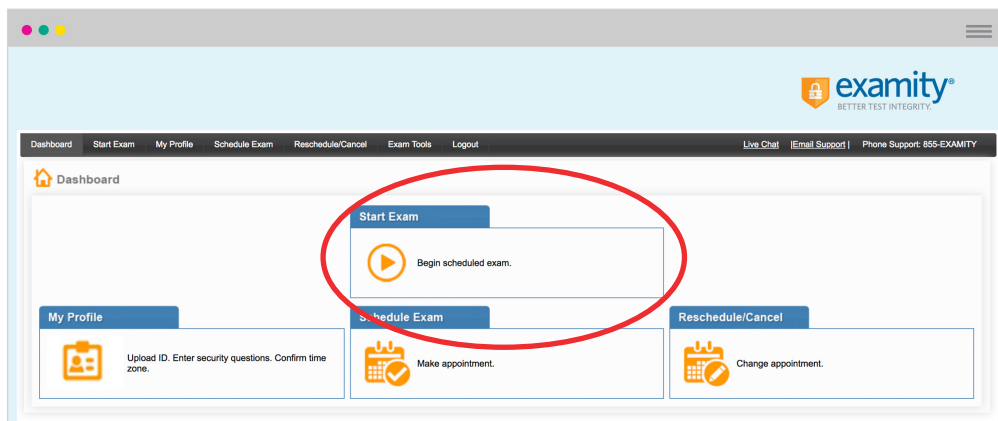 examity®
BETTER TEST INTEGRITY.
Dashboard Start Exam My Profile Schedule Exam Reschedule/Cancel Exam Tools Logout Live Chat |Email Support| Phone Support: 855-EXAMITY
Dashboard
Start Exam
Begin scheduled exam.
My Profile
Upload ID. Enter security questions. Confirm time
zone.
Schedule Exam
Make appointment.
Reschedule/Cancel
Change appointment.